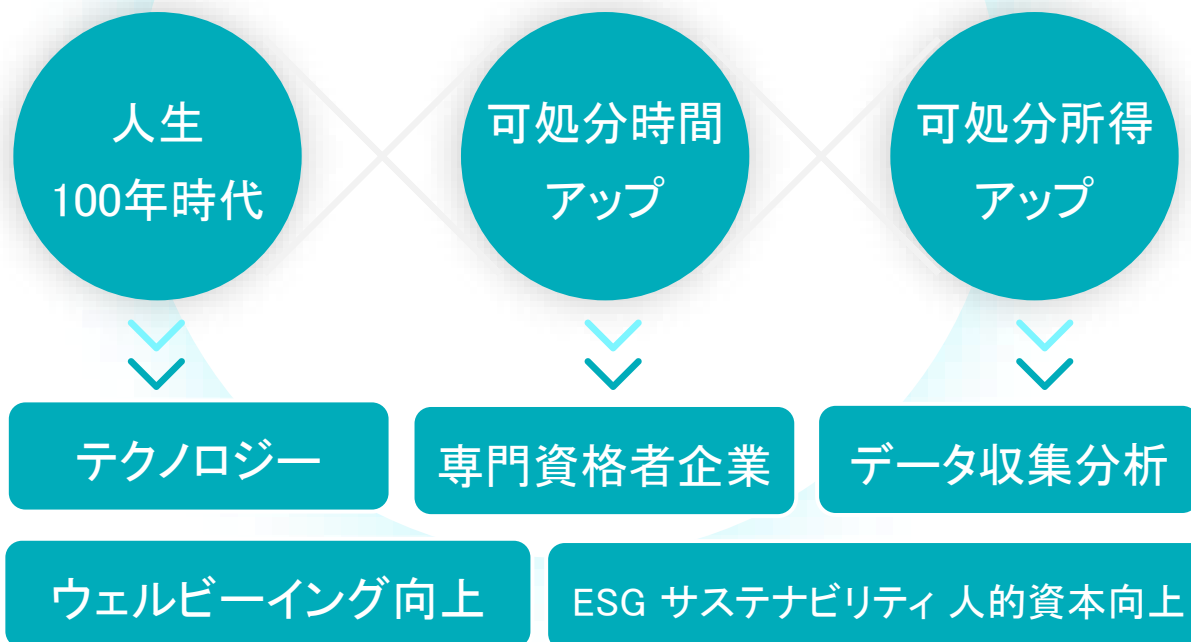 人生
100年時代
可処分時間
アップ
可処分所得
アップ
テクノロジー
専門資格者企業
データ収集分析
ウェルビーイング向上
ESG サステナビリティ 人的資本向上